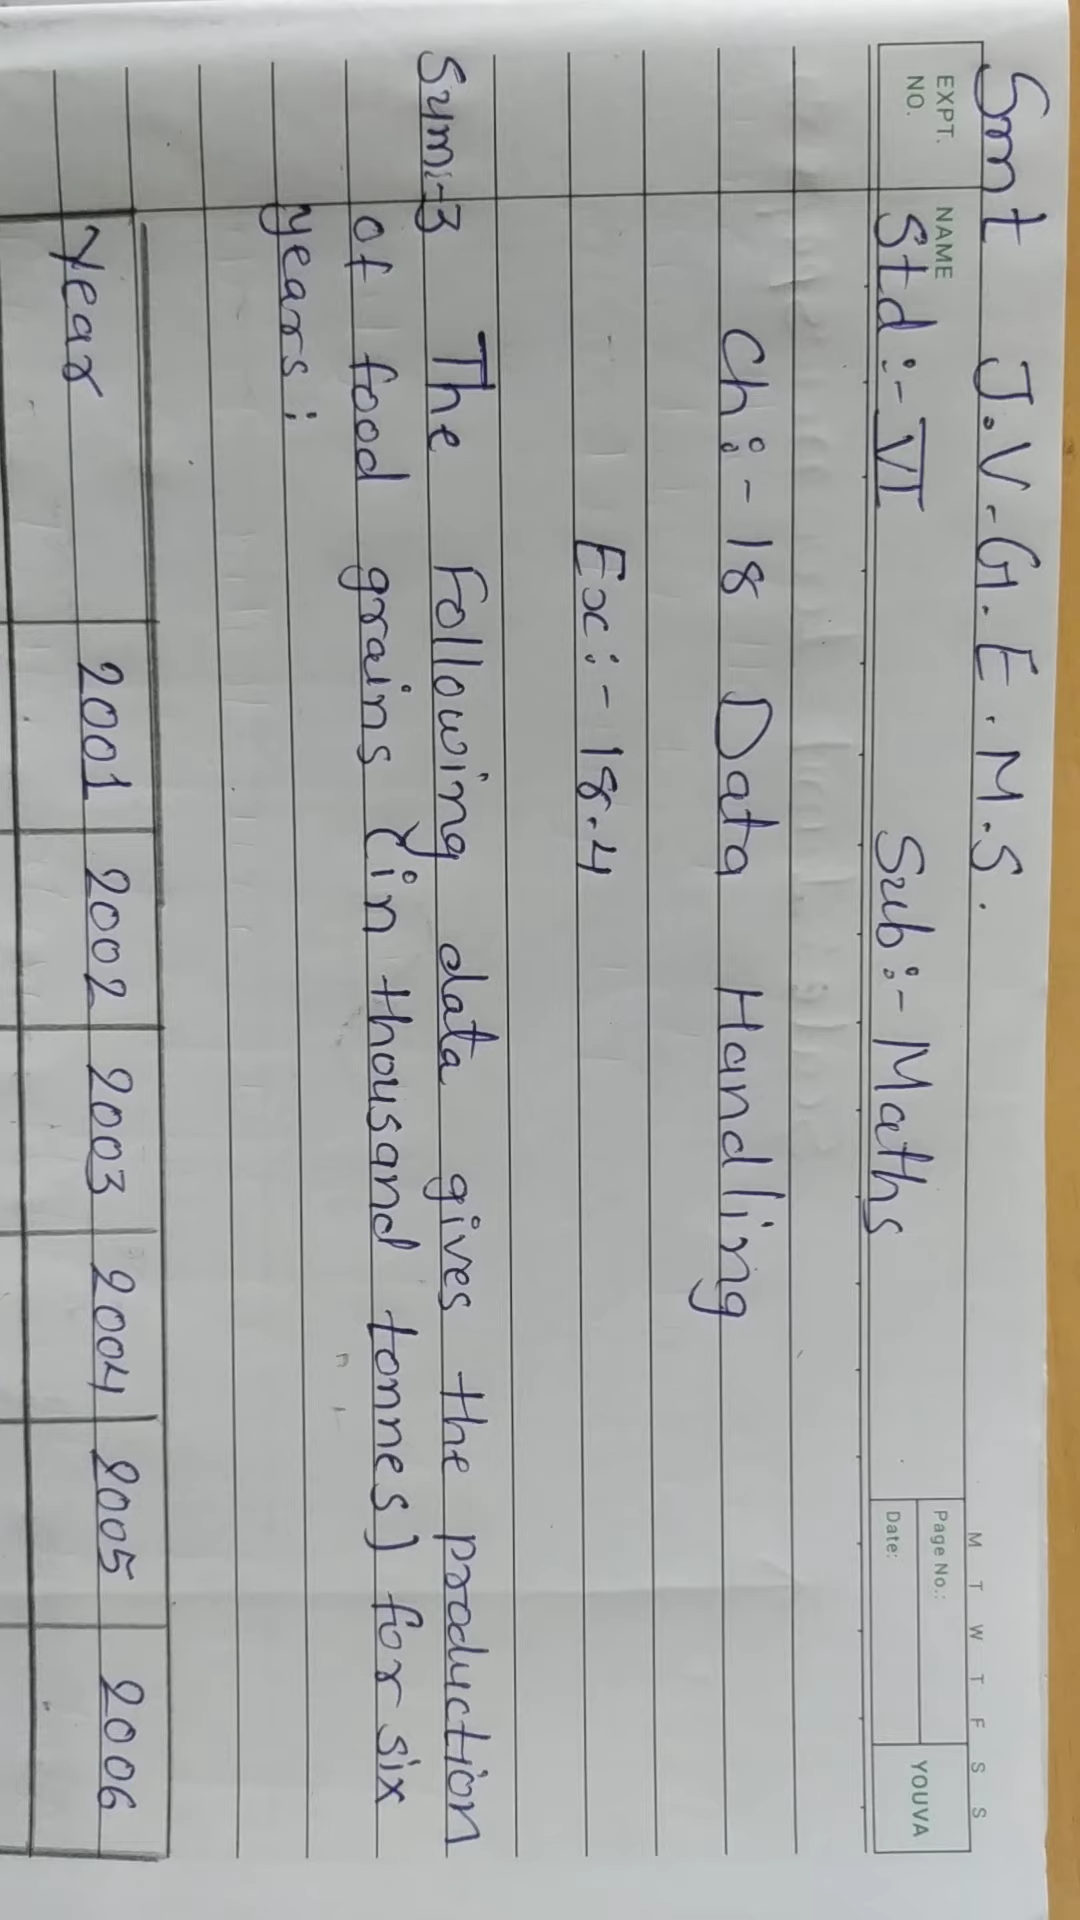 Smt J.V.G.E.M.S.
M T W T F S S
EXPT. NO. NAME Std:-VI Sub:-Maths Page No.: Date: YOUVA
Ch:-18 Data Handling
Ex:-18.4
Sum:-3 The Following data gives the production
of food grains (in thousand tonnes) for six
years:
Year 2001 2002 2003 2004 2005 2006